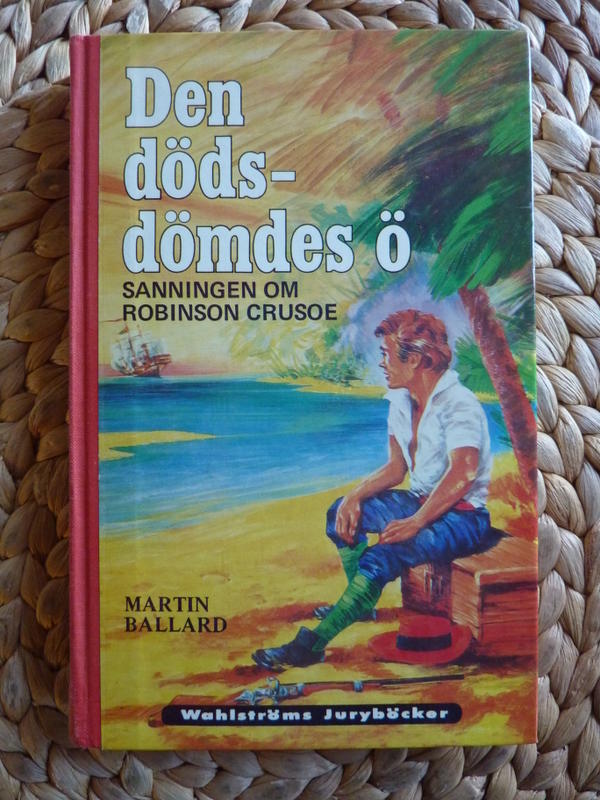 Den
döds-
dömdes ö
SANNINGEN OM
ROBINSON CRUSOE
MARTIN
BALLARD
Wahlströms Juryböcker